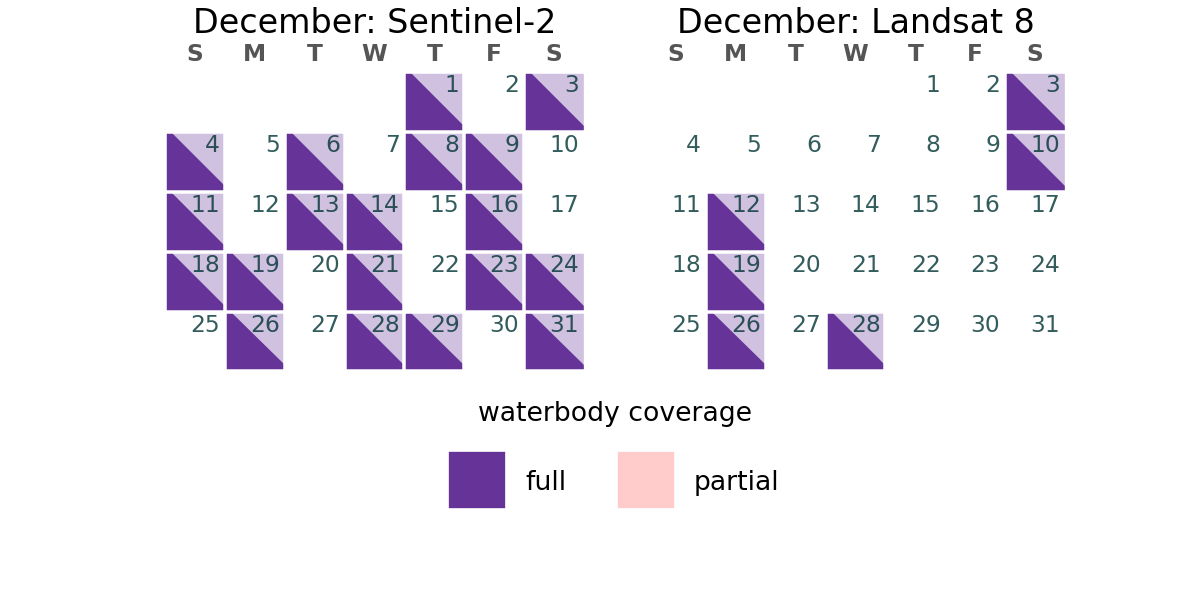 December: Sentinel-2
S M T W T F S
1 2 3
4 5 6 7 8 9 10
11 12 13 14 15 16 17
18 19 20 21 22 23 24
25 26 27 28 29 30 31
December: Landsat 8
S M T W T F S
1 2 3
4 5 6 7 8 9 10
11 12 13 14 15 16 17
18 19 20 21 22 23 24
25 26 27 28 29 30 31
waterbody coverage
full partial